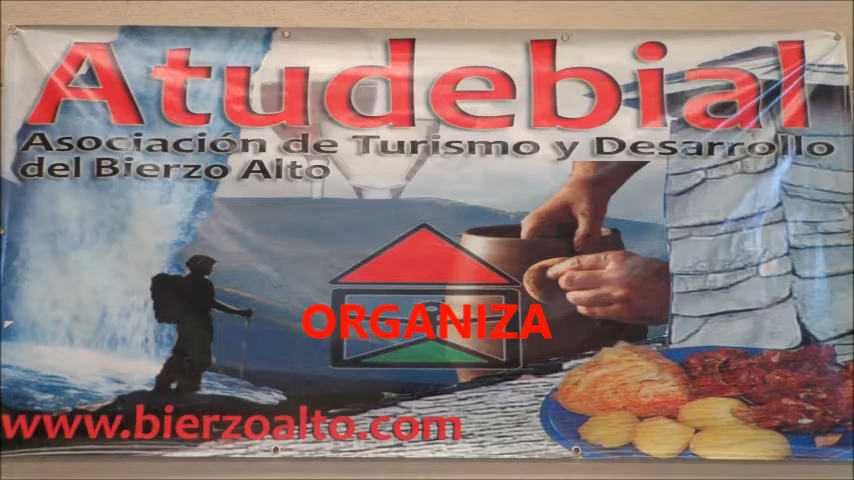 Atudebial
Asociación de Turismo y Desarrollo
del Bierzo Alto
ORGANIZA
www.bierzoalto.com